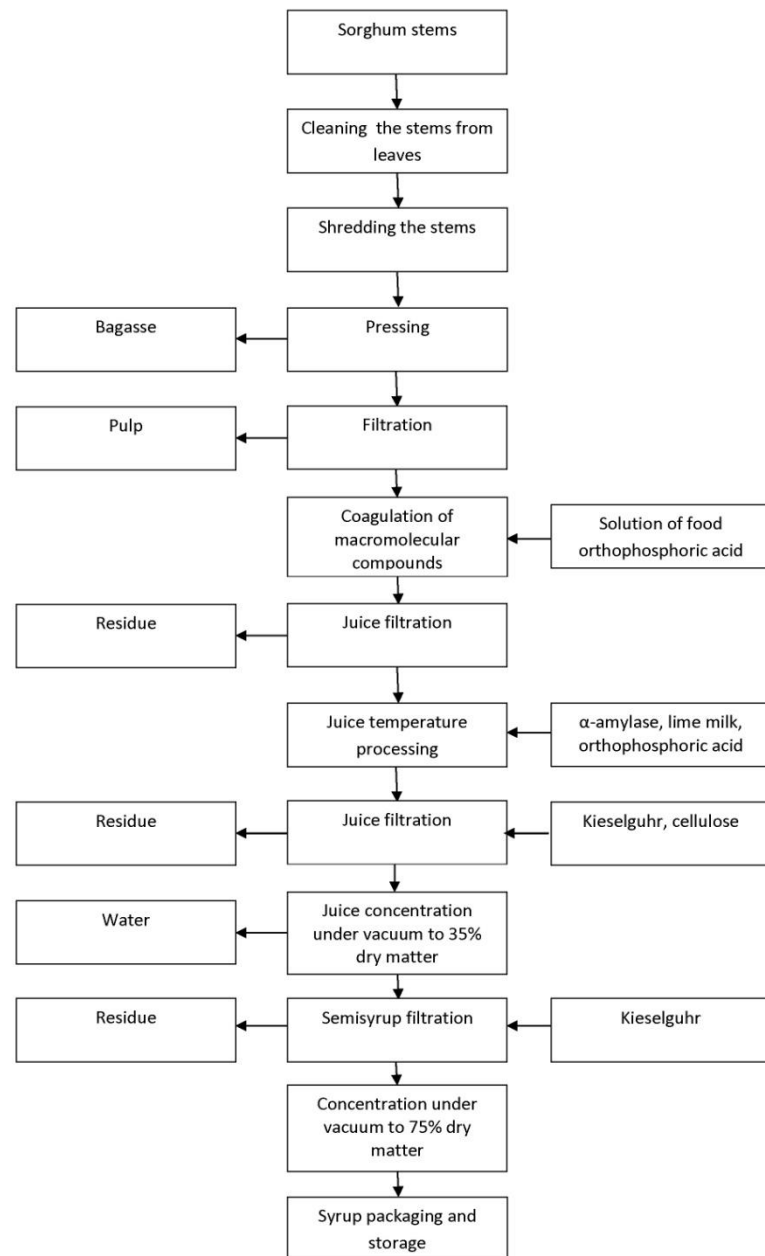 Sorghum stems
Cleaning the stems from
leaves
Shredding the stems
Bagasse
Pressing
Pulp
Filtration
Coagulation of
macromolecular
compounds
Solution of food
orthophosphoric acid
Residue
Juice filtration
Juice temperature
processing
α-amylase, lime milk,
orthophosphoric acid
Residue
Juice filtration
Kieselguhr, cellulose
Water
Juice concentration
under vacuum to 35%
dry matter
Residue
Semisyrup filtration
Kieselguhr
Concentration under
vacuum to 75% dry
matter
Syrup packaging and
storage